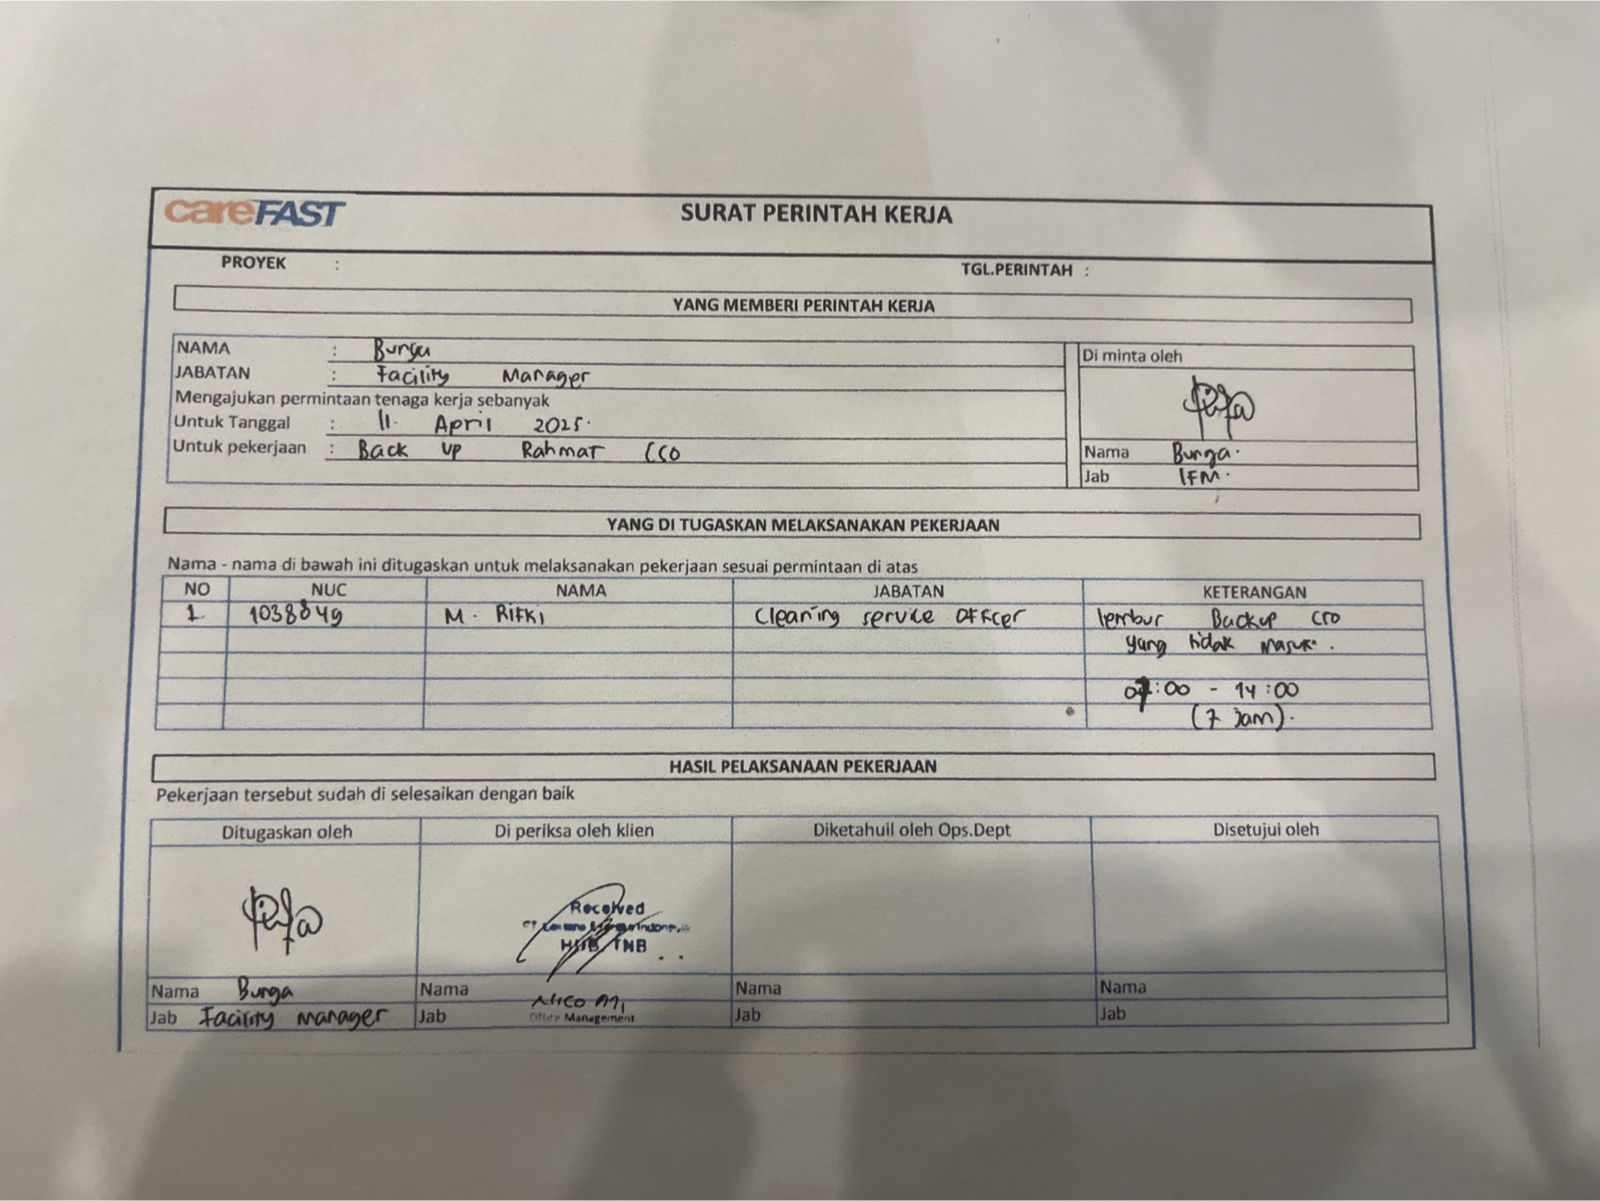 careFAST
SURAT PERINTAH KERJA
PROYEK :
TGL.PERINTAH :
YANG MEMBERI PERINTAH KERJA
NAMA : Bunga
JABATAN : Facility Manager
Mengajukan permintaan tenaga kerja sebanyak
Untuk Tanggal : 11. April 2025.
Untuk pekerjaan : Back up Rahmat CSO
Di minta oleh
Nama Bunga.
Jab IFM.
YANG DI TUGASKAN MELAKSANAKAN PEKERJAAN
Nama - nama di bawah ini ditugaskan untuk melaksanakan pekerjaan sesuai permintaan di atas
NO NUC NAMA JABATAN KETERANGAN
1. 1038849 M. Rifki Cleaning service officer lembur Backup CSO
yang tidak masuk.
07:00 - 14:00
(7 jam).
HASIL PELAKSANAAN PEKERJAAN
Pekerjaan tersebut sudah di selesaikan dengan baik
Ditugaskan oleh Di periksa oleh klien Diketahuil oleh Ops.Dept Disetujui oleh
Received
HUB TNB
Nama Bunga Nama Nama Nama
Jab Facility manager Jab Office Management Jab Jab